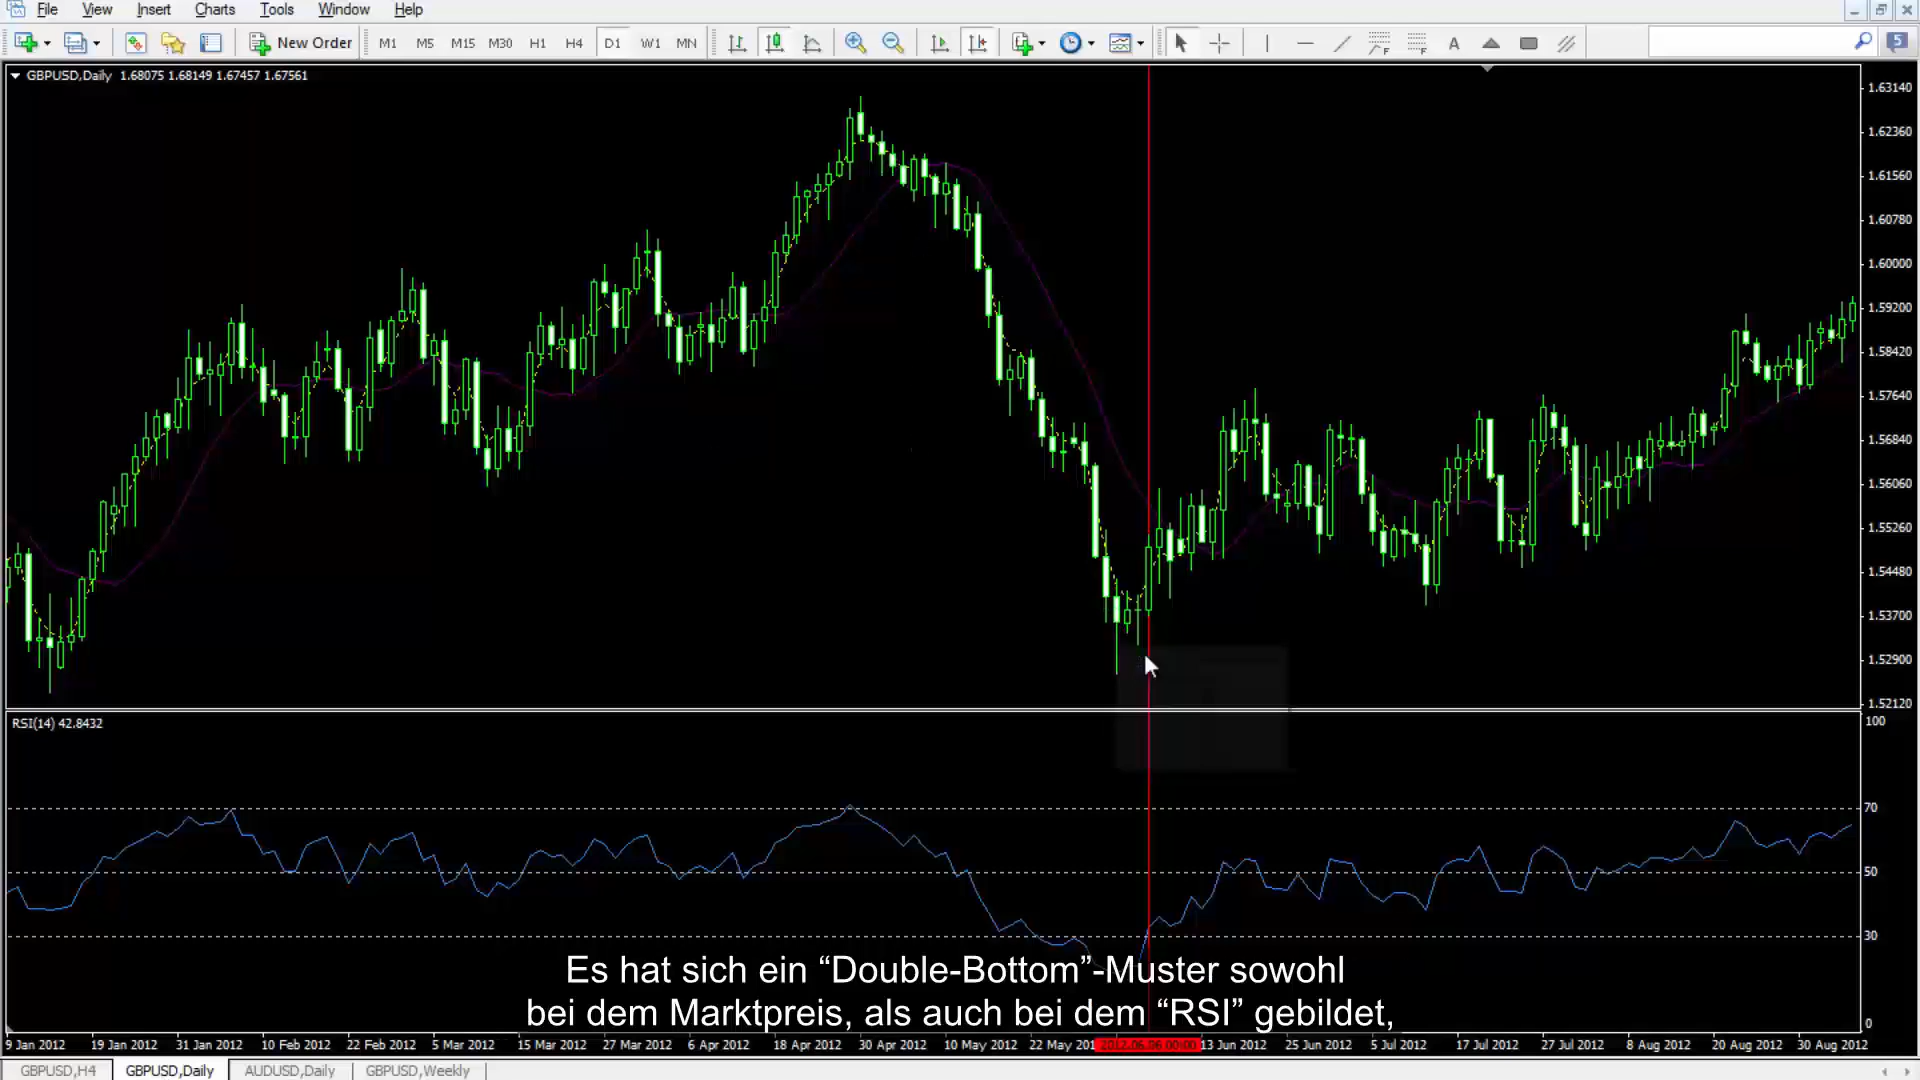 File View Insert Charts Tools Window Help
New Order M1 M5 M15 M30 H1 H4 D1 W1 MN A 5
GBPUSD,Daily 1.68075 1.68149 1.67457 1.67561
1.63140
1.62360
1.61560
1.60780
1.60000
1.59200
1.58420
1.57640
1.56840
1.56060
1.55260
1.54480
1.53700
1.52900
1.52120
RSI(14) 42.8432
100
70
50
30
0
Es hat sich ein “Double-Bottom”-Muster sowohl
bei dem Marktpreis, als auch bei dem “RSI” gebildet,
9 Jan 2012 19 Jan 2012 31 Jan 2012 10 Feb 2012 22 Feb 2012 5 Mar 2012 15 Mar 2012 27 Mar 2012 6 Apr 2012 18 Apr 2012 30 Apr 2012 10 May 2012 22 May 201 2012.06.06 00:00 13 Jun 2012 25 Jun 2012 5 Jul 2012 17 Jul 2012 27 Jul 2012 8 Aug 2012 20 Aug 2012 30 Aug 2012
GBPUSD,H4 GBPUSD,Daily AUDUSD,Daily GBPUSD,Weekly